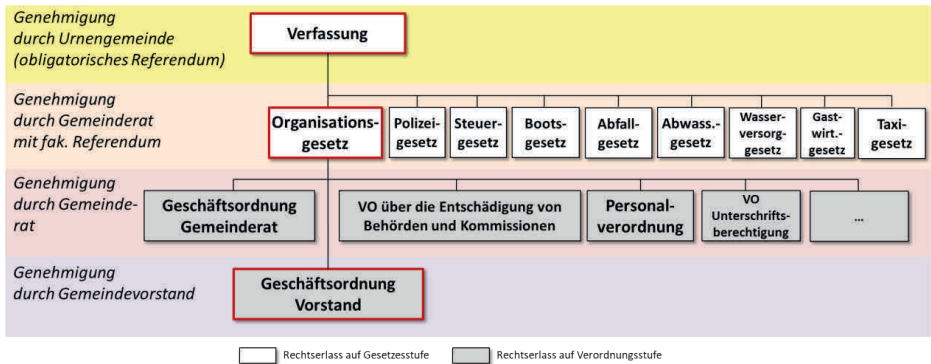 Genehmigung
durch Urnengemeinde
(obligatorisches Referendum)
Verfassung
Genehmigung
durch Gemeinderat
mit fak. Referendum
Organisations-
gesetz
Polizei-
gesetz
Steuer-
gesetz
Boots-
gesetz
Abfall-
gesetz
Abwass.-
gesetz
Wasser-
versorg-
gesetz
Gast-
wirt.-
gesetz
Taxi-
gesetz
Genehmigung
durch Gemeinde-
rat
Geschäftsordnung
Gemeinderat
VO über die Entschädigung von
Behörden und Kommissionen
Personal-
verordnung
VO
Unterschrifts-
berechtigung
...
Genehmigung
durch Gemeindevorstand
Geschäftsordnung
Vorstand
Rechtserlass auf Gesetzesstufe
Rechtserlass auf Verordnungsstufe